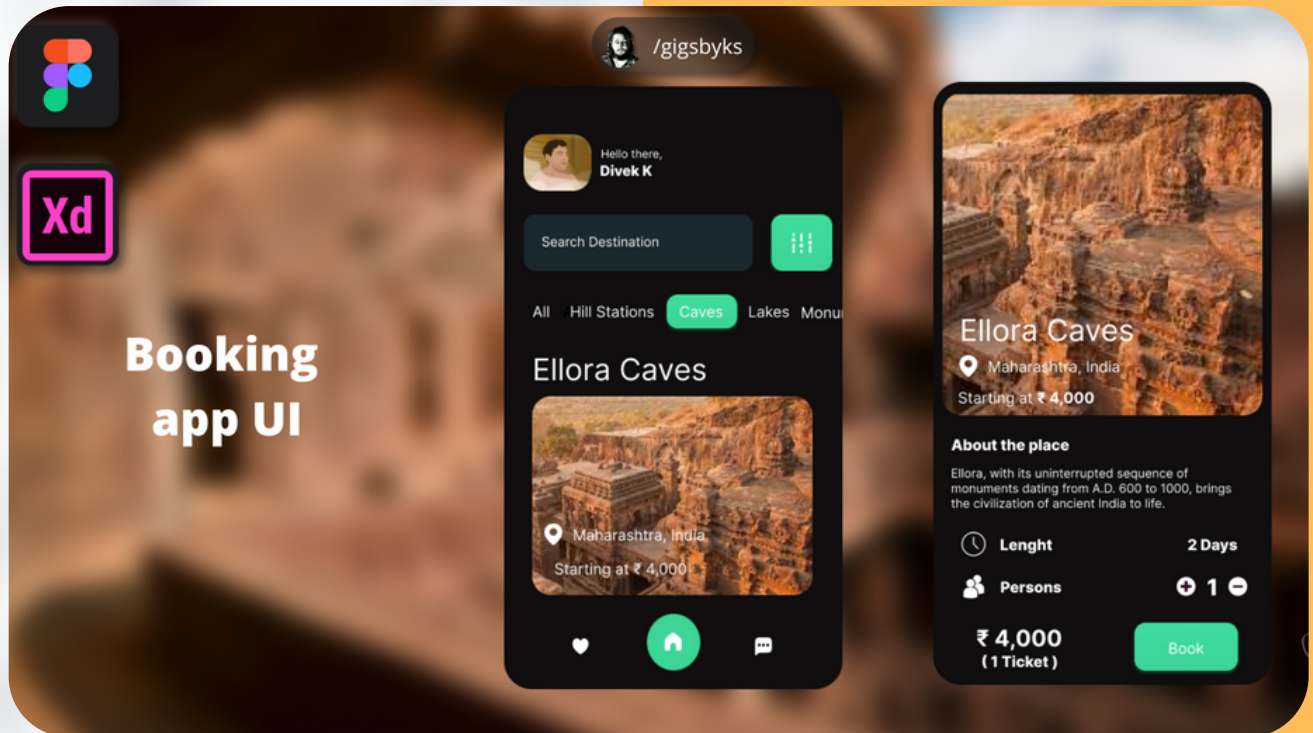 /gigsbyks
Xd
Booking
app UI
Hello there,
Divek K
Search Destination
All Hill Stations Caves Lakes Monu
Ellora Caves
Maharashtra, India
Starting at ₹ 4,000
Ellora Caves
Maharashtra, India
Starting at ₹ 4,000
About the place
Ellora, with its uninterrupted sequence of
monuments dating from A.D. 600 to 1000, brings
the civilization of ancient India to life.
Lenght 2 Days
Persons 1
₹ 4,000
( 1 Ticket )
Book